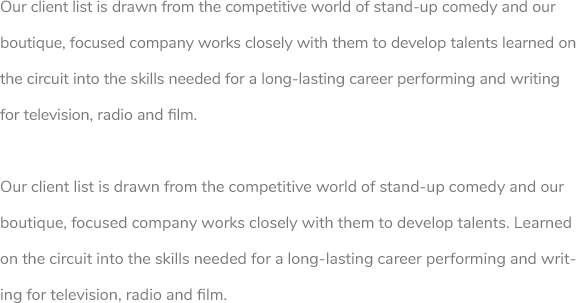 Our client list is drawn from the competitive world of stand-up comedy and our
boutique, focused company works closely with them to develop talents learned on
the circuit into the skills needed for a long-lasting career performing and writing
for television, radio and film.

Our client list is drawn from the competitive world of stand-up comedy and our
boutique, focused company works closely with them to develop talents. Learned
on the circuit into the skills needed for a long-lasting career performing and writ-
ing for television, radio and film.